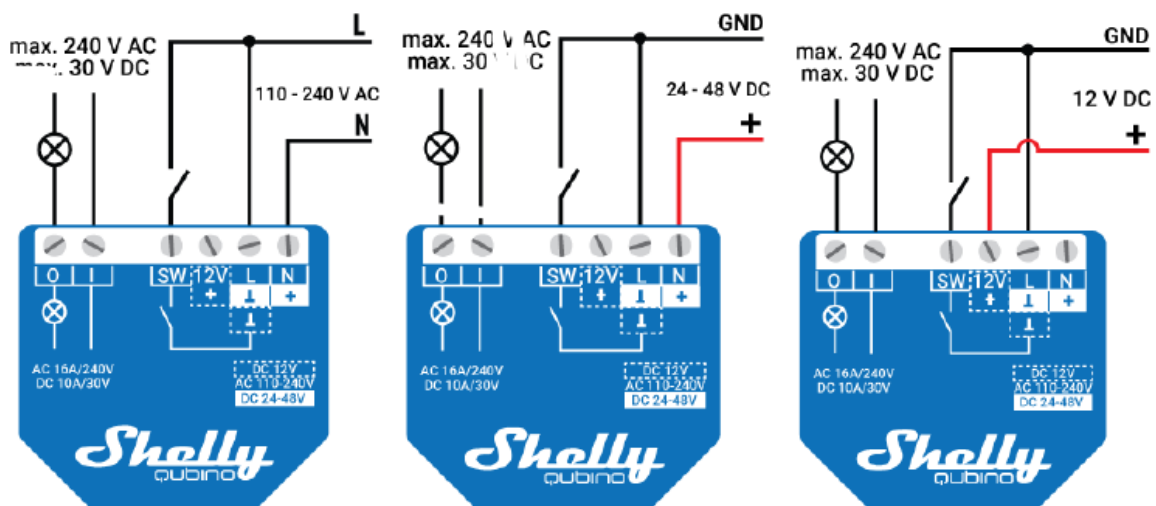 max. 240 V AC
max. 30 V DC
L
110 - 240 V AC
N
O I SW 12V L N
+ ⊥ +
⊥
AC 16A/240V
DC 10A/30V
DC 12V
AC 110-240V
DC 24-48V
Shelly
QUBINO
max. 240 V AC
max. 30 V DC
GND
24 - 48 V DC
+
O I SW 12V L N
+ ⊥ +
⊥
AC 16A/240V
DC 10A/30V
DC 12V
AC 110-240V
DC 24-48V
Shelly
QUBINO
max. 240 V AC
max. 30 V DC
GND
12 V DC
+
O I SW 12V L N
+ ⊥ +
⊥
AC 16A/240V
DC 10A/30V
DC 12V
AC 110-240V
DC 24-48V
Shelly
QUBINO